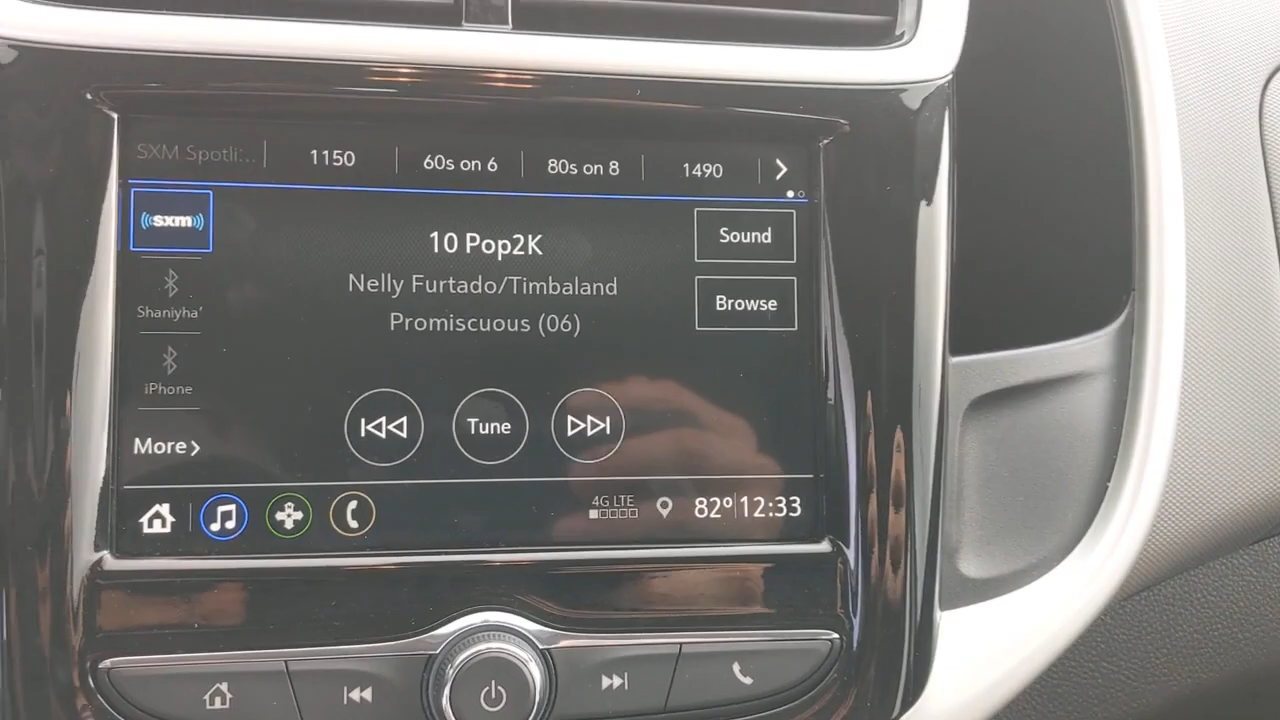 SXM Spotli... 1150 60s on 6 80s on 8 1490
((sxm))
10 Pop2K
Nelly Furtado/Timbaland
Promiscuous (06)
Sound
Browse
Shaniyha'
iPhone
More
Tune
4G LTE
82° 12:33